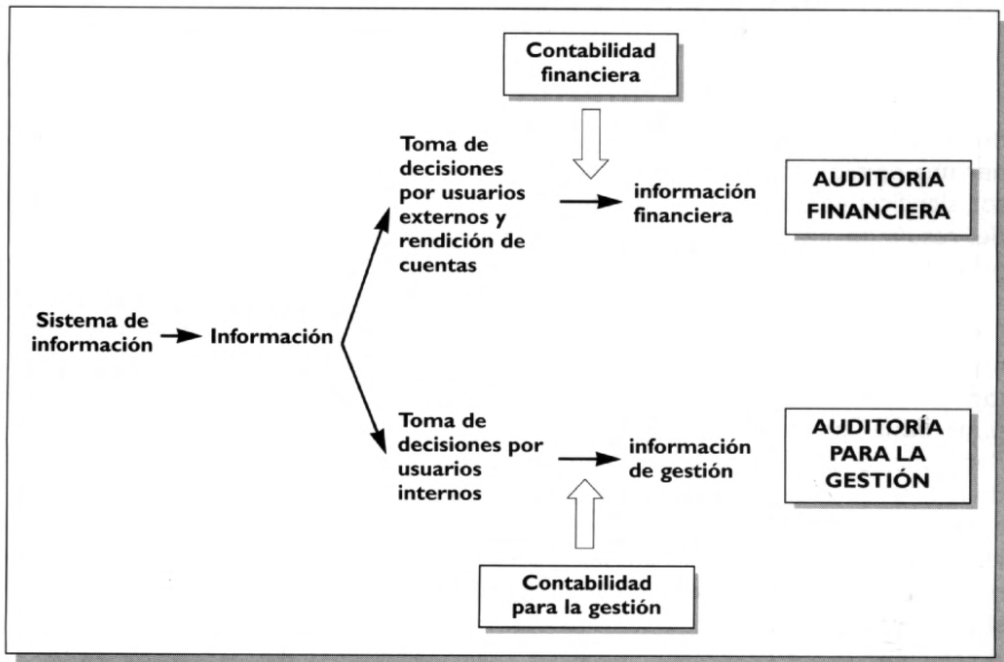 Contabilidad
financiera
Toma de
decisiones
por usuarios
externos y
rendición de
cuentas
información
financiera
AUDITORÍA
FINANCIERA
Sistema de
información
Información
Toma de
decisiones por
usuarios
internos
información
de gestión
AUDITORÍA
PARA LA
GESTIÓN
Contabilidad
para la gestión